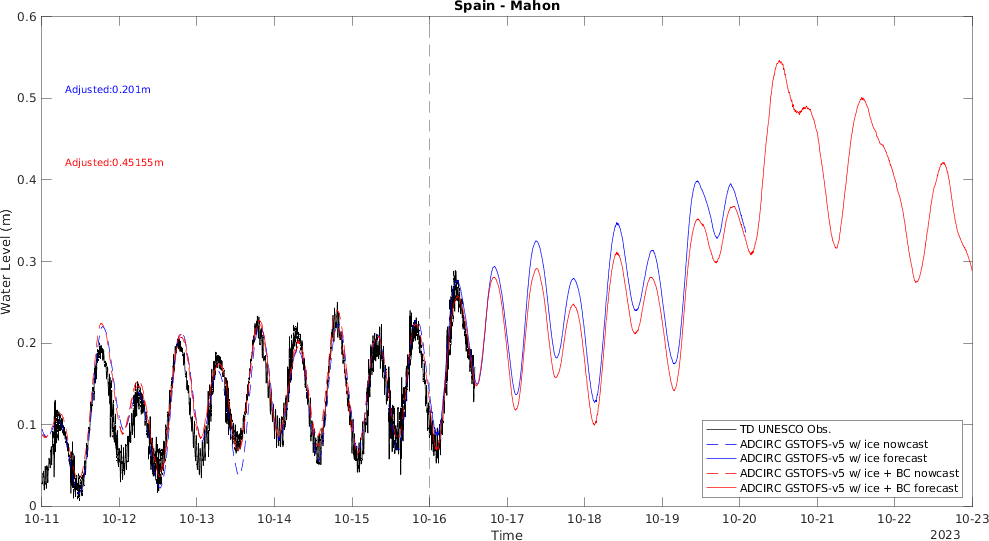 Spain - Mahon
Water Level (m)
0.6
0.5
0.4
0.3
0.2
0.1
0
Adjusted:0.201m
Adjusted:0.45155m
TD UNESCO Obs.
ADCIRC GSTOFS-v5 w/ ice nowcast
ADCIRC GSTOFS-v5 w/ ice forecast
ADCIRC GSTOFS-v5 w/ ice + BC nowcast
ADCIRC GSTOFS-v5 w/ ice + BC forecast
10-11 10-12 10-13 10-14 10-15 10-16 10-17 10-18 10-19 10-20 10-21 10-22 10-23
Time
2023